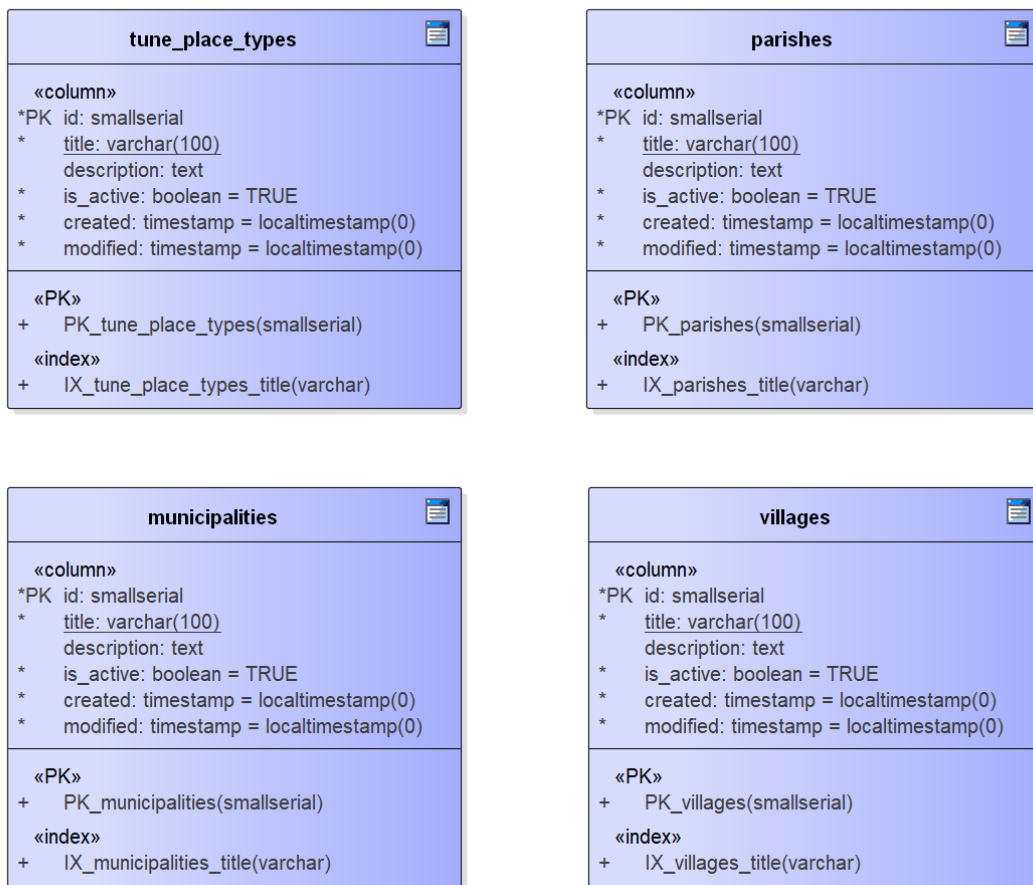 tune_place_types
«column»
*PK id: smallserial
* title: varchar(100)
description: text
* is_active: boolean = TRUE
* created: timestamp = localtimestamp(0)
* modified: timestamp = localtimestamp(0)
«PK»
+ PK_tune_place_types(smallserial)
«index»
+ IX_tune_place_types_title(varchar)
parishes
«column»
*PK id: smallserial
* title: varchar(100)
description: text
* is_active: boolean = TRUE
* created: timestamp = localtimestamp(0)
* modified: timestamp = localtimestamp(0)
«PK»
+ PK_parishes(smallserial)
«index»
+ IX_parishes_title(varchar)
municipalities
«column»
*PK id: smallserial
* title: varchar(100)
description: text
* is_active: boolean = TRUE
* created: timestamp = localtimestamp(0)
* modified: timestamp = localtimestamp(0)
«PK»
+ PK_municipalities(smallserial)
«index»
+ IX_municipalities_title(varchar)
villages
«column»
*PK id: smallserial
* title: varchar(100)
description: text
* is_active: boolean = TRUE
* created: timestamp = localtimestamp(0)
* modified: timestamp = localtimestamp(0)
«PK»
+ PK_villages(smallserial)
«index»
+ IX_villages_title(varchar)